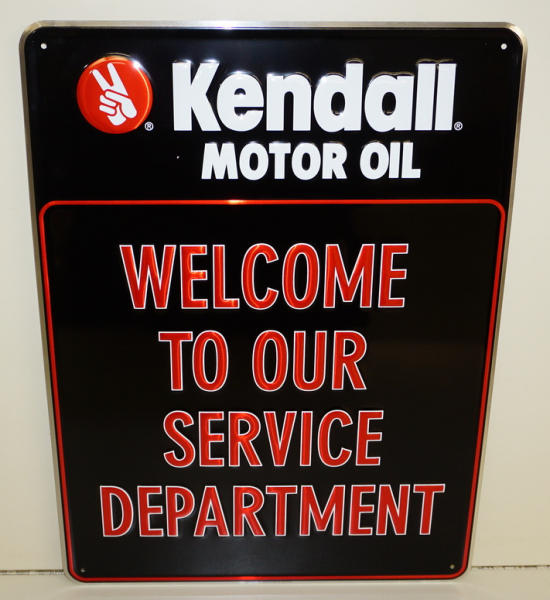 ® Kendall®
MOTOR OIL
WELCOME
TO OUR
SERVICE
DEPARTMENT